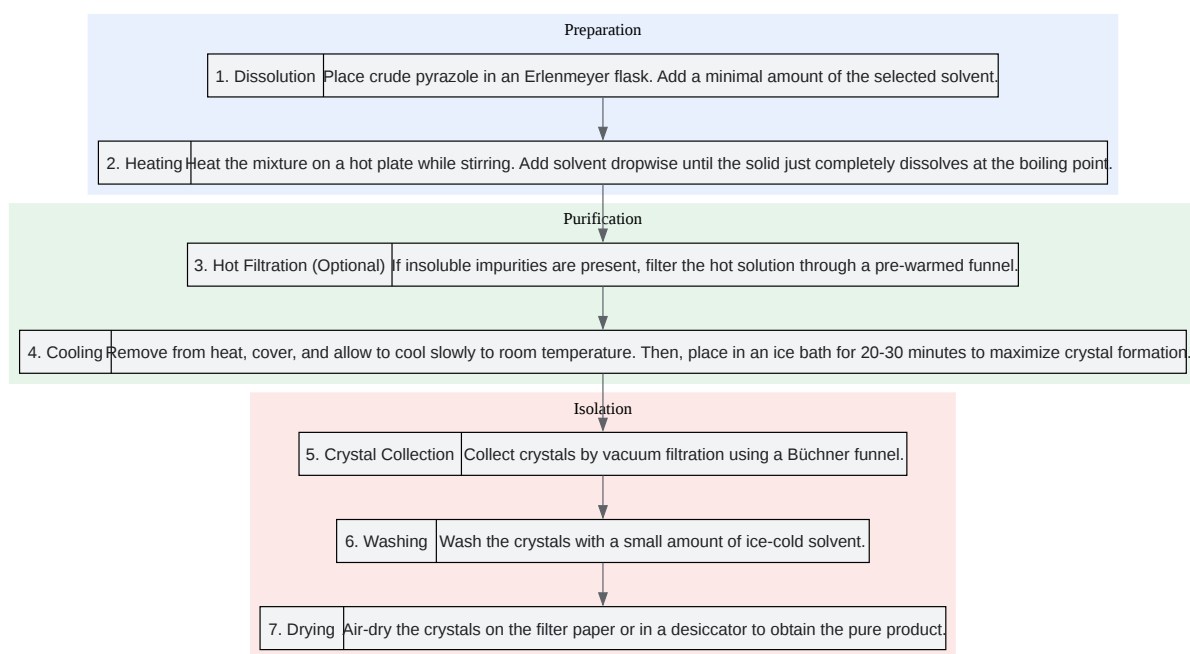 Preparation
1. Dissolution Place crude pyrazole in an Erlenmeyer flask. Add a minimal amount of the selected solvent.
2. Heating Heat the mixture on a hot plate while stirring. Add solvent dropwise until the solid just completely dissolves at the boiling point.
Purification
3. Hot Filtration (Optional) If insoluble impurities are present, filter the hot solution through a pre-warmed funnel.
4. Cooling Remove from heat, cover, and allow to cool slowly to room temperature. Then, place in an ice bath for 20-30 minutes to maximize crystal formation.
Isolation
5. Crystal Collection Collect crystals by vacuum filtration using a Büchner funnel.
6. Washing Wash the crystals with a small amount of ice-cold solvent.
7. Drying Air-dry the crystals on the filter paper or in a desiccator to obtain the pure product.